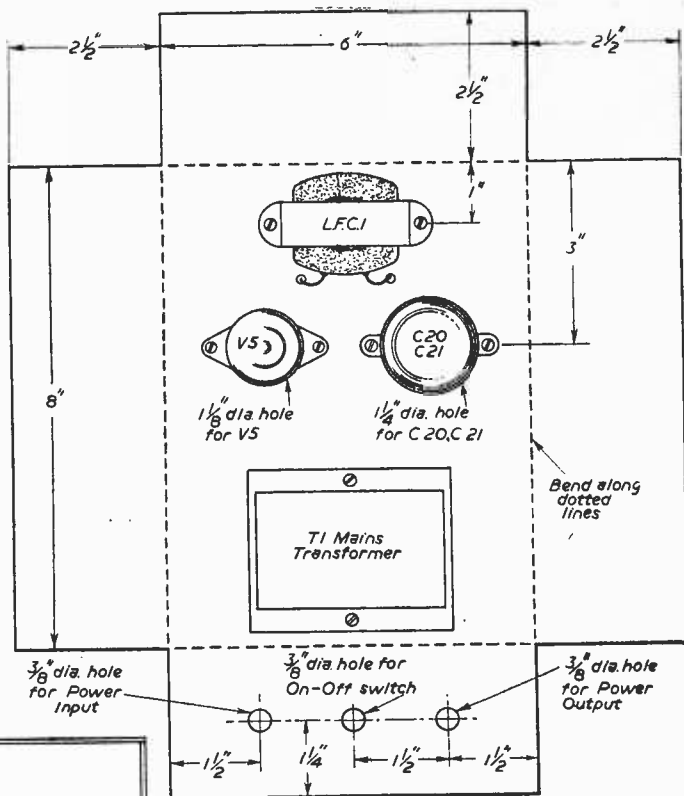 2½"
6"
2½"
2½"
1"
L.F.C.1
3"
V5
C20
C21
1⅛" dia. hole
for V5
1¼" dia. hole
for C20,C21
8"
Bend along
dotted
lines
T1 Mains
Transformer
⅜" dia. hole
for Power
Input
⅜" dia. hole for
On-Off switch
⅜" dia. hole
for Power
Output
1½"
1¼"
1½"
1½"